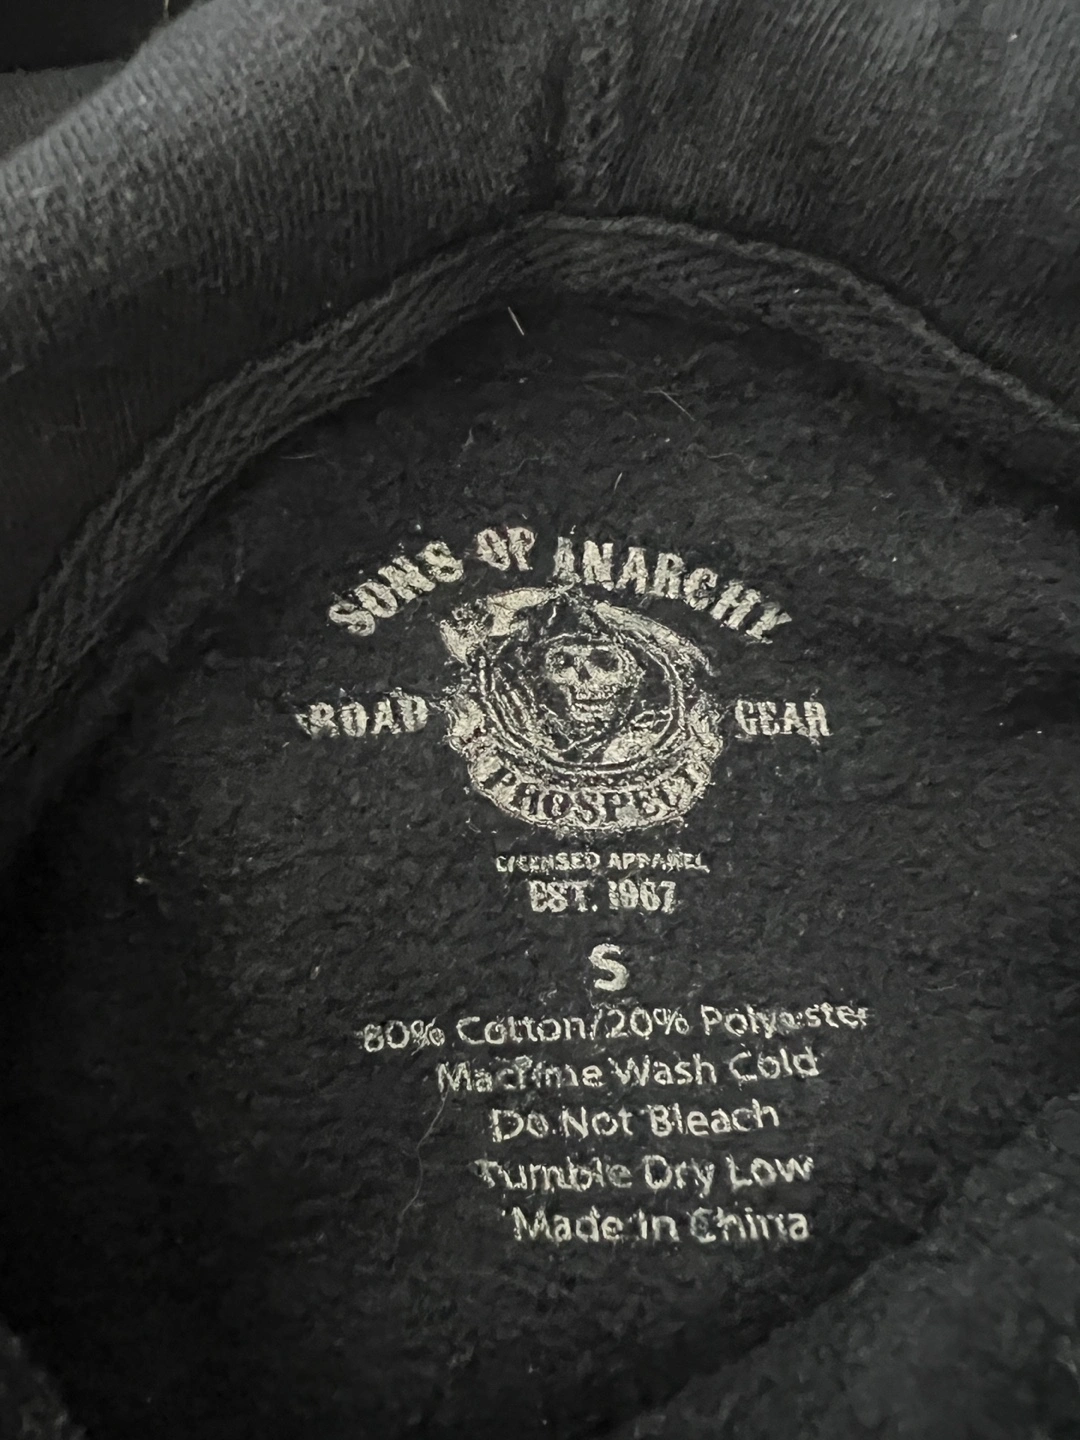 SONS OF ANARCHY
ROAD GEAR
PROSPECT
LICENSED APPAREL
EST. 1967
S
80% Cotton/20% Polyester
Machine Wash Cold
Do Not Bleach
Tumble Dry Low
Made In China